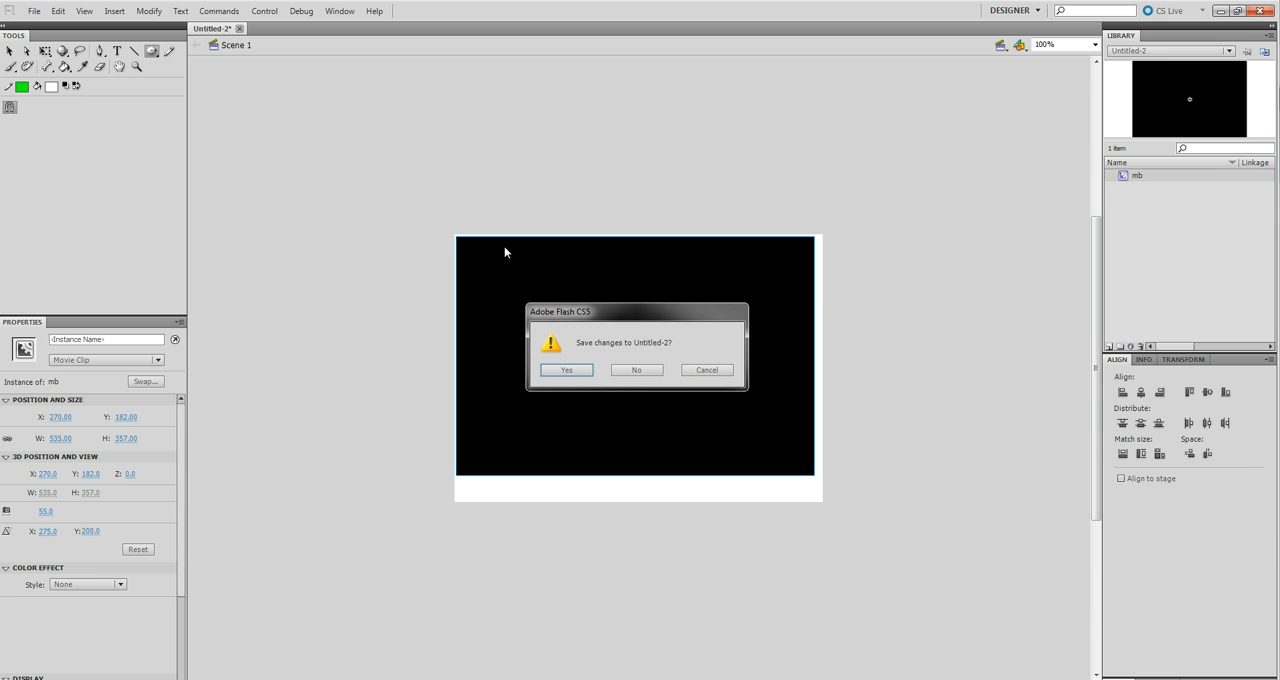 Fl File Edit View Insert Modify Text Commands Control Debug Window Help DESIGNER CS Live
TOOLS
Untitled-2*
Scene 1
100%
T
PROPERTIES
<Instance Name>
Movie Clip
Instance of: mb Swap...
POSITION AND SIZE
X: 270.00 Y: 182.00
W: 535.00 H: 357.00
3D POSITION AND VIEW
X: 270.0 Y: 182.0 Z: 0.0
W: 535.0 H: 357.0
55.0
X: 275.0 Y: 200.0
Reset
COLOR EFFECT
Style: None
DISPLAY
Adobe Flash CS5
Save changes to Untitled-2?
Yes No Cancel
LIBRARY
Untitled-2
1 item
Name Linkage
mb
ALIGN INFO TRANSFORM
Align:
Distribute:
Match size: Space:
Align to stage